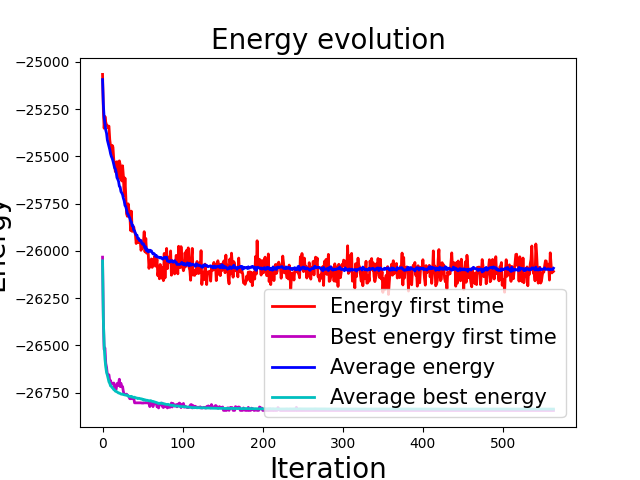 Energy evolution
Energy
−25000
−25250
−25500
−25750
−26000
−26250
−26500
−26750
0
100
200
300
400
500
Iteration
Energy first time
Best energy first time
Average energy
Average best energy